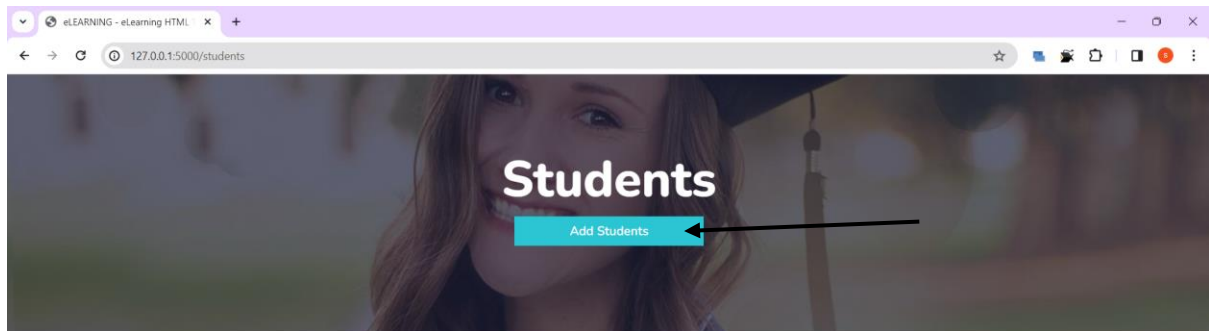 eLEARNING - eLearning HTML
127.0.0.1:5000/students
Students
Add Students